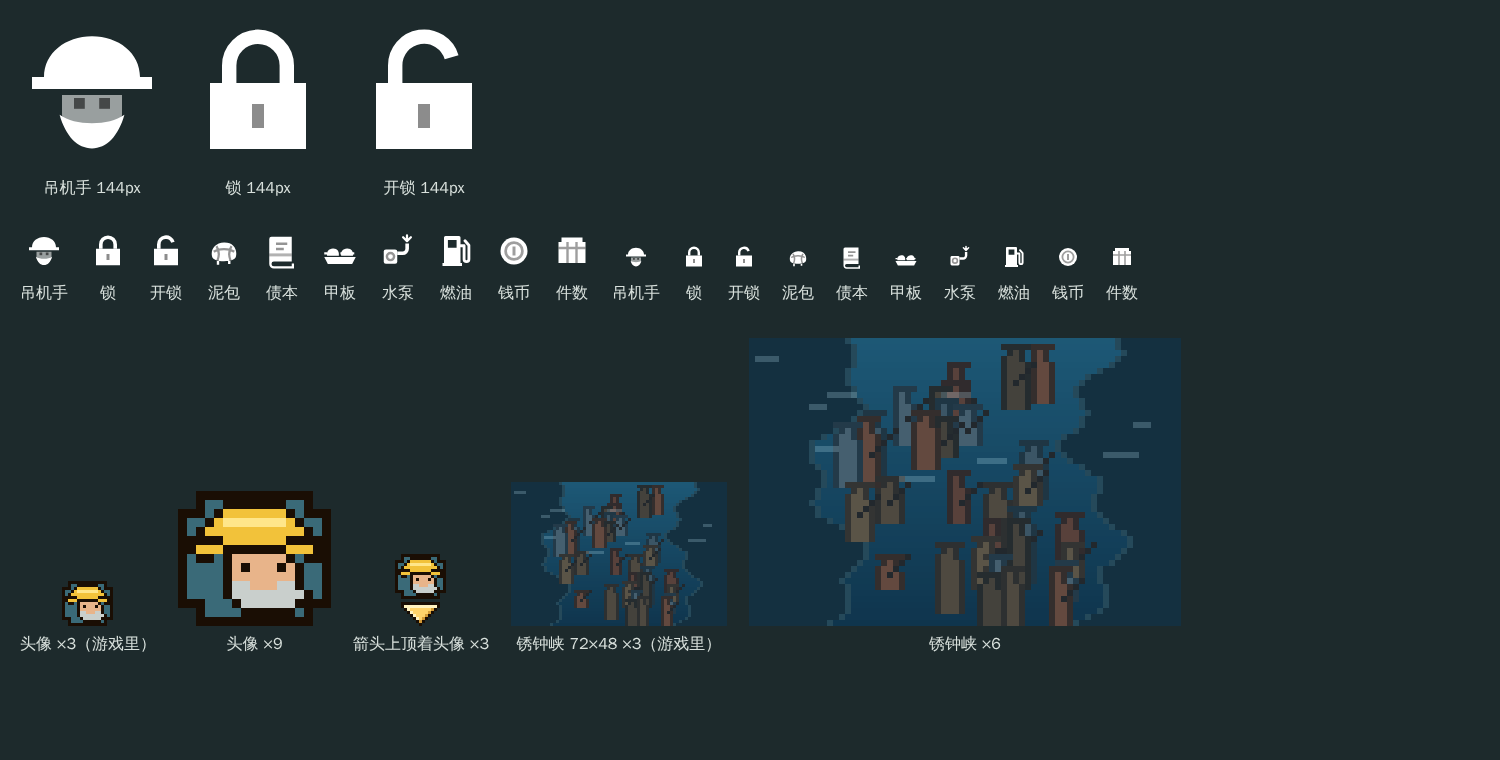 吊机手 144px 锁 144px 开锁 144px
吊机手 锁 开锁 泥包 债本 甲板 水泵 燃油 钱币 件数 吊机手 锁 开锁 泥包 债本 甲板 水泵 燃油 钱币 件数
头像 ×3（游戏里） 头像 ×9 箭头上顶着头像 ×3 锈钟峡 72×48 ×3（游戏里） 锈钟峡 ×6